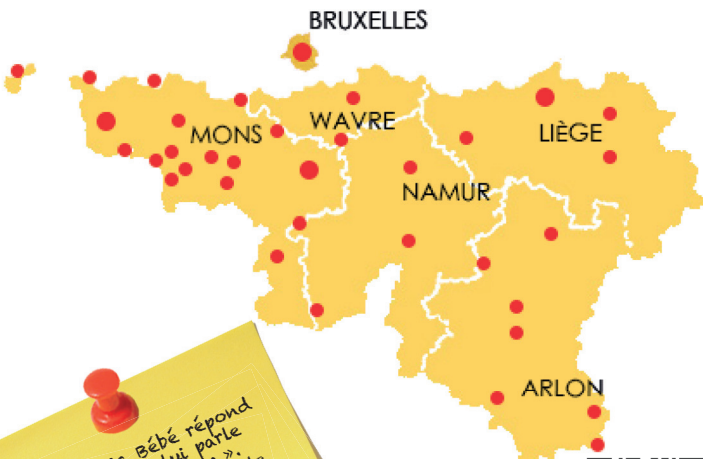 BRUXELLES
WAVRE
MONS
LIÈGE
NAMUR
ARLON
Bébé répond
lui parle